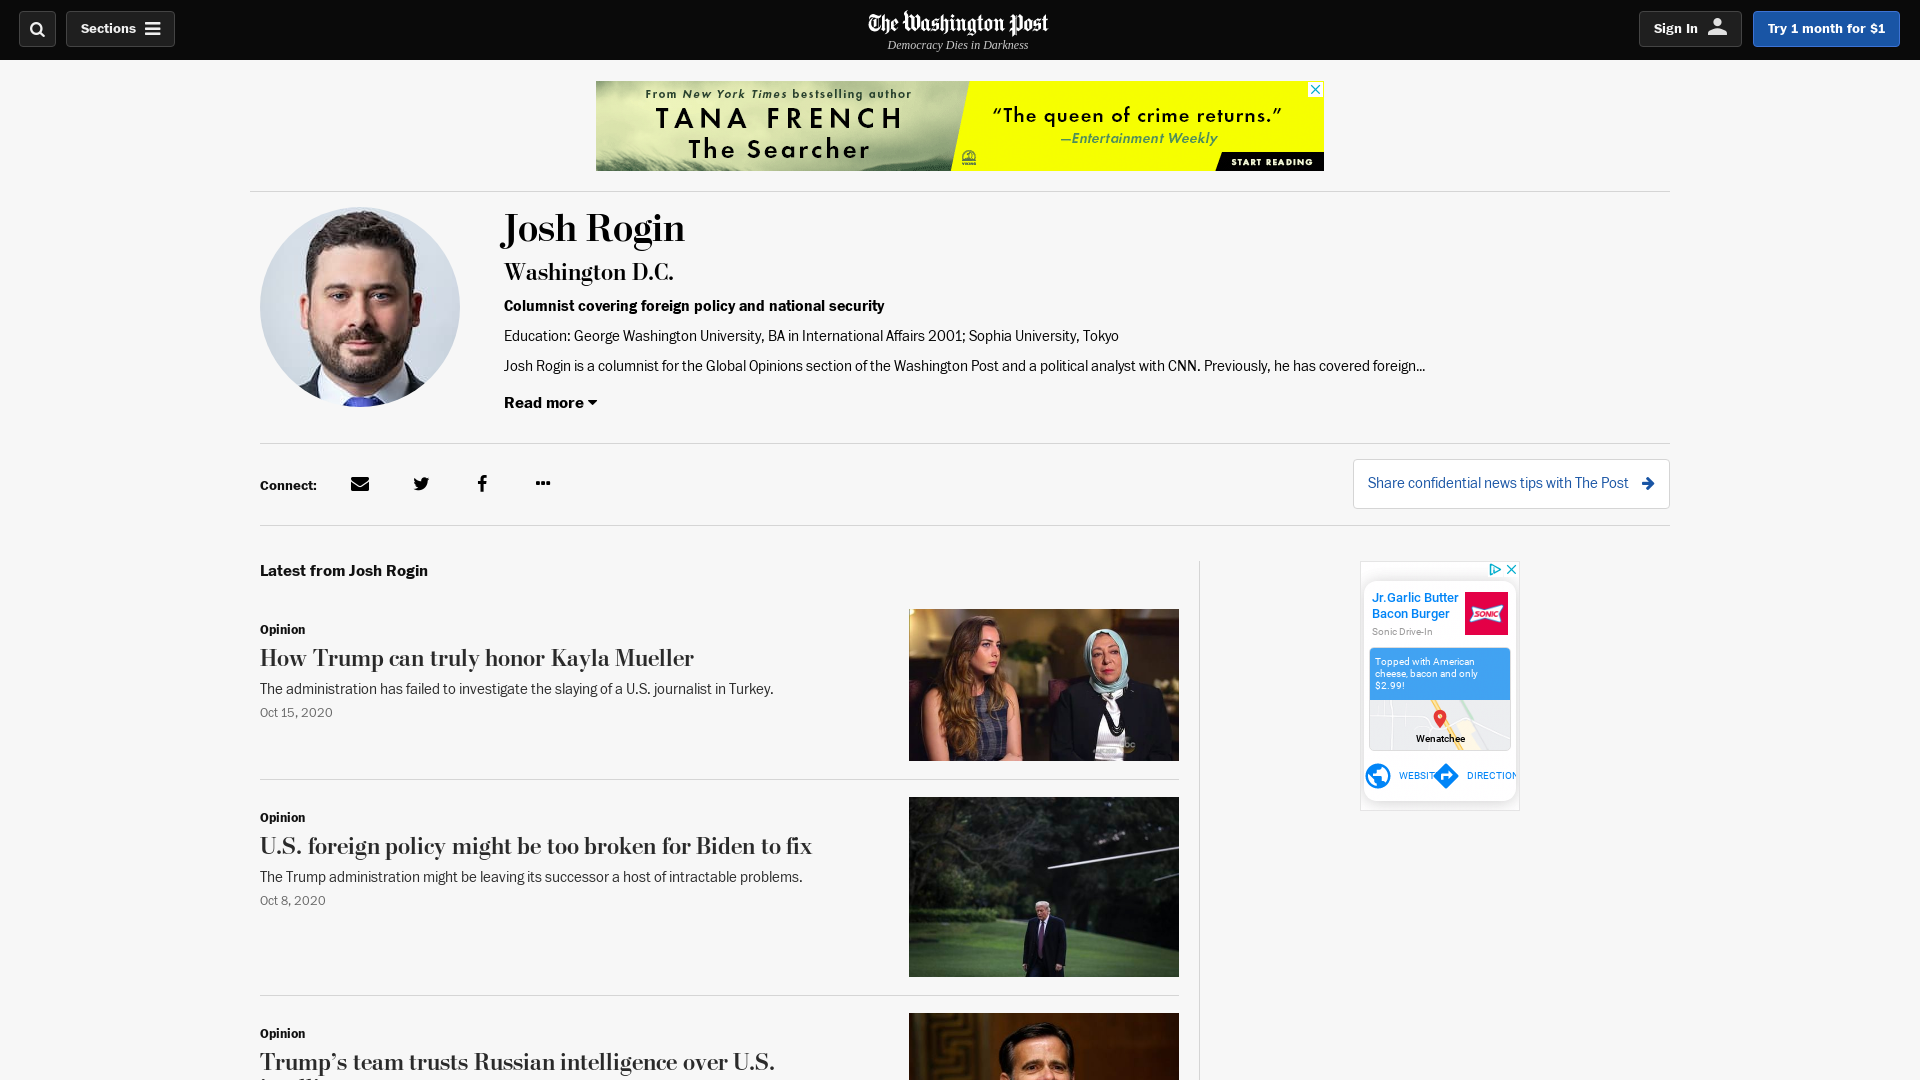 Sections
The Washington Post
Democracy Dies in Darkness
Sign In
Try 1 month for $1
From New York Times bestselling author
TANA FRENCH
The Searcher
“The queen of crime returns.”
—Entertainment Weekly
START READING
Josh Rogin
Washington D.C.
Columnist covering foreign policy and national security
Education: George Washington University, BA in International Affairs 2001; Sophia University, Tokyo
Josh Rogin is a columnist for the Global Opinions section of the Washington Post and a political analyst with CNN. Previously, he has covered foreign...
Read more
Connect:
Share confidential news tips with The Post
Latest from Josh Rogin
Opinion
How Trump can truly honor Kayla Mueller
The administration has failed to investigate the slaying of a U.S. journalist in Turkey.
Oct 15, 2020
Opinion
U.S. foreign policy might be too broken for Biden to fix
The Trump administration might be leaving its successor a host of intractable problems.
Oct 8, 2020
Opinion
Trump’s team trusts Russian intelligence over U.S.
Jr.Garlic Butter
Bacon Burger
Sonic Drive-In
SONIC
Topped with American
cheese, bacon and only
$2.99!
Wenatchee
WEBSIT
DIRECTION